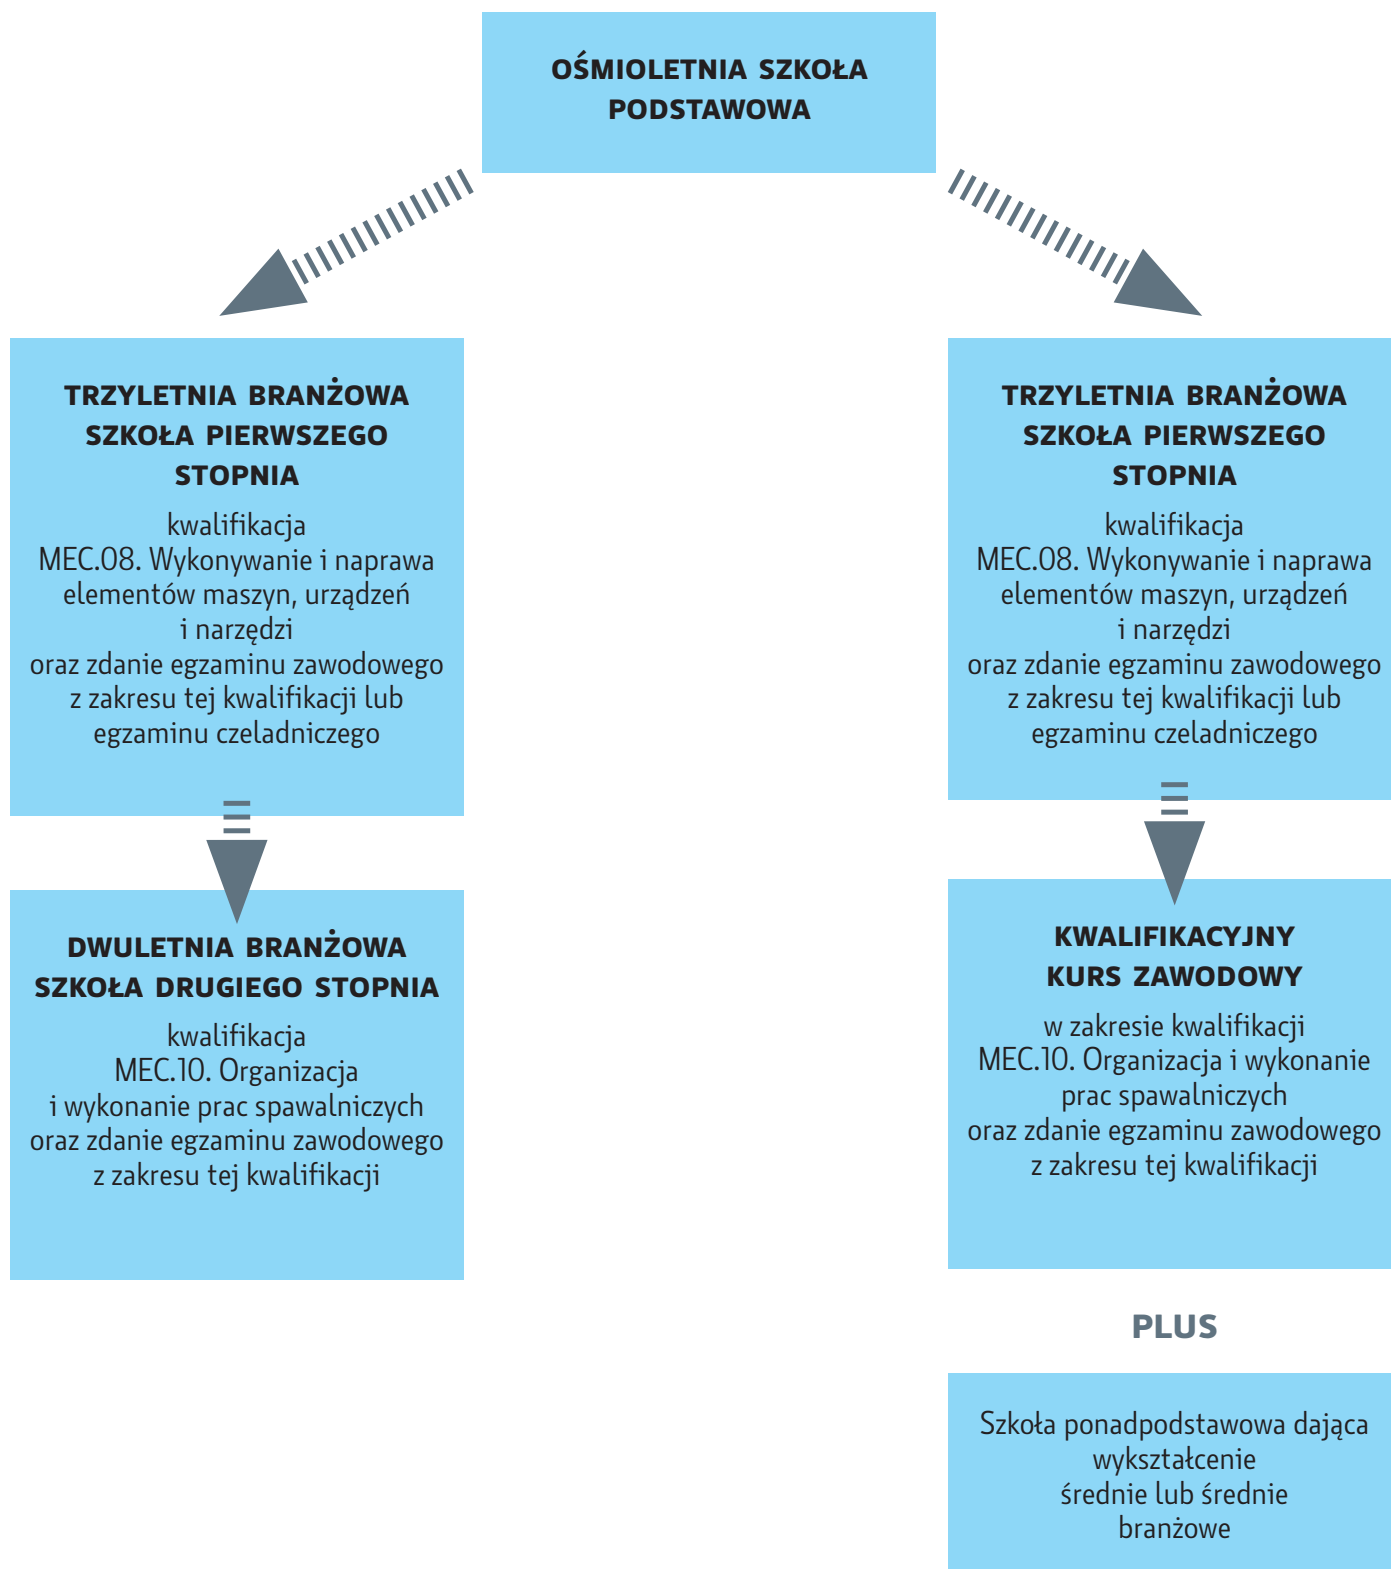 OŚMIOLETNIA SZKOŁA
PODSTAWOWA
TRZYLETNIA BRANŻOWA
SZKOŁA PIERWSZEGO
STOPNIA
kwalifikacja
MEC.08. Wykonywanie i naprawa
elementów maszyn, urządzeń
i narzędzi
oraz zdanie egzaminu zawodowego
z zakresu tej kwalifikacji lub
egzaminu czeladniczego
DWULETNIA BRANŻOWA
SZKOŁA DRUGIEGO STOPNIA
kwalifikacja
MEC.10. Organizacja
i wykonanie prac spawalniczych
oraz zdanie egzaminu zawodowego
z zakresu tej kwalifikacji
TRZYLETNIA BRANŻOWA
SZKOŁA PIERWSZEGO
STOPNIA
kwalifikacja
MEC.08. Wykonywanie i naprawa
elementów maszyn, urządzeń
i narzędzi
oraz zdanie egzaminu zawodowego
z zakresu tej kwalifikacji lub
egzaminu czeladniczego
KWALIFIKACYJNY
KURS ZAWODOWY
w zakresie kwalifikacji
MEC.10. Organizacja i wykonanie
prac spawalniczych
oraz zdanie egzaminu zawodowego
z zakresu tej kwalifikacji
PLUS
Szkoła ponadpodstawowa dająca
wykształcenie
średnie lub średnie
branżowe